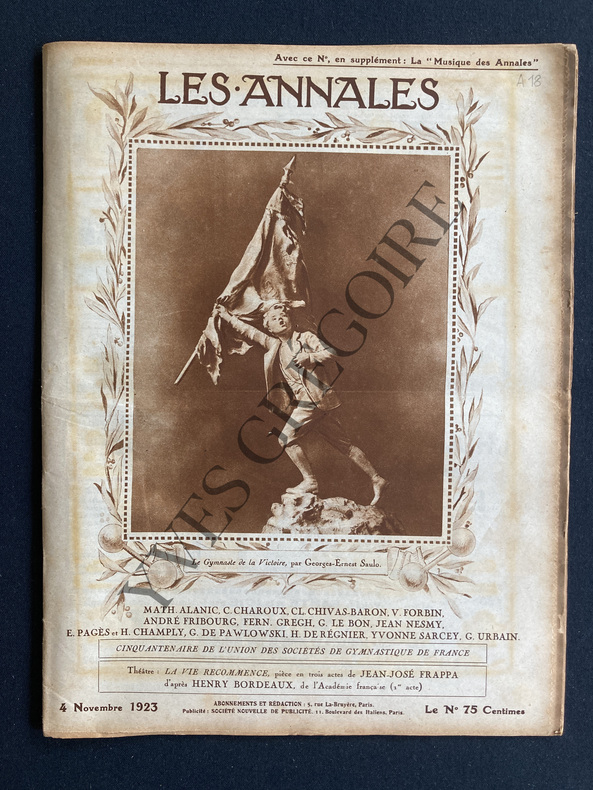 Avec ce N°, en supplément : La "Musique des Annales"
A 18
LES·ANNALES
YVES GRÉGOIRE
Le Gymnaste de la Victoire, par Georges-Ernest Saulo.
MATH. ALANIC, C. CHAROUX, CL. CHIVAS-BARON, V. FORBIN,
ANDRÉ FRIBOURG, FERN. GREGH, G. LE BON, JEAN NESMY,
E. PAGÈS et H. CHAMPLY, G. DE PAWLOWSKI, H. DE RÉGNIER, YVONNE SARCEY, G. URBAIN.
CINQUANTENAIRE DE L'UNION DES SOCIÉTÉS DE GYMNASTIQUE DE FRANCE
Théâtre : LA VIE RECOMMENCE, pièce en trois actes de JEAN-JOSÉ FRAPPA
d'après HENRY BORDEAUX, de l'Académie française (1er acte)
4 Novembre 1923
ABONNEMENTS ET RÉDACTION : 5, rue La-Bruyère, Paris.
Publicité : SOCIÉTÉ NOUVELLE DE PUBLICITÉ, 11, Boulevard des Italiens, Paris.
Le N° 75 Centimes